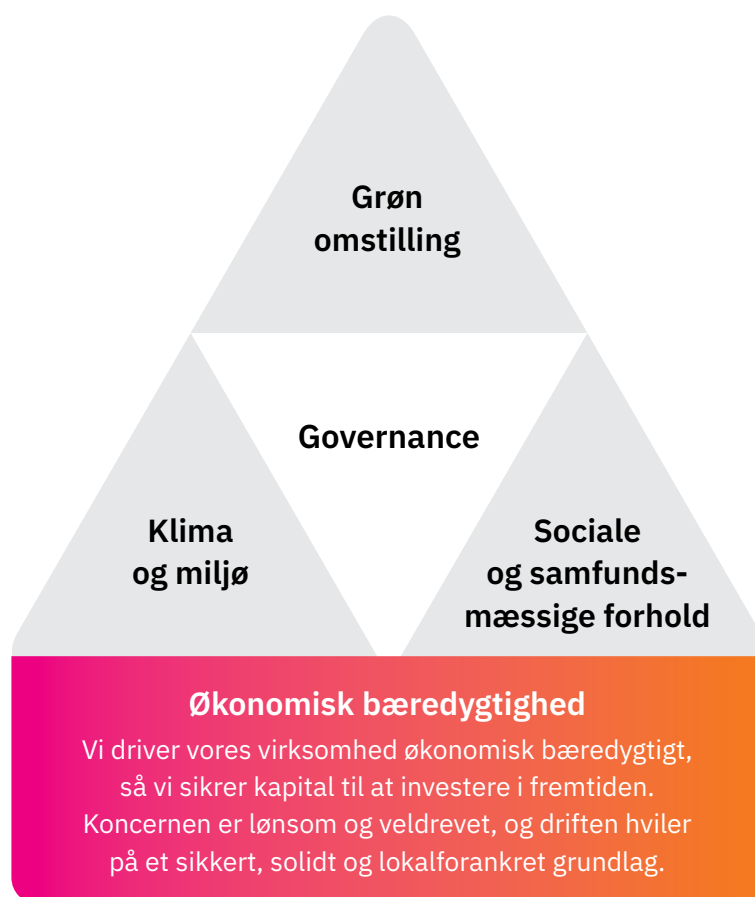 Grøn
omstilling
Governance
Klima
og miljø
Sociale
og samfunds-
mæssige forhold
Økonomisk bæredygtighed
Vi driver vores virksomhed økonomisk bæredygtigt,
så vi sikrer kapital til at investere i fremtiden.
Koncernen er lønsom og veldrevet, og driften hviler
på et sikkert, solidt og lokalforankret grundlag.